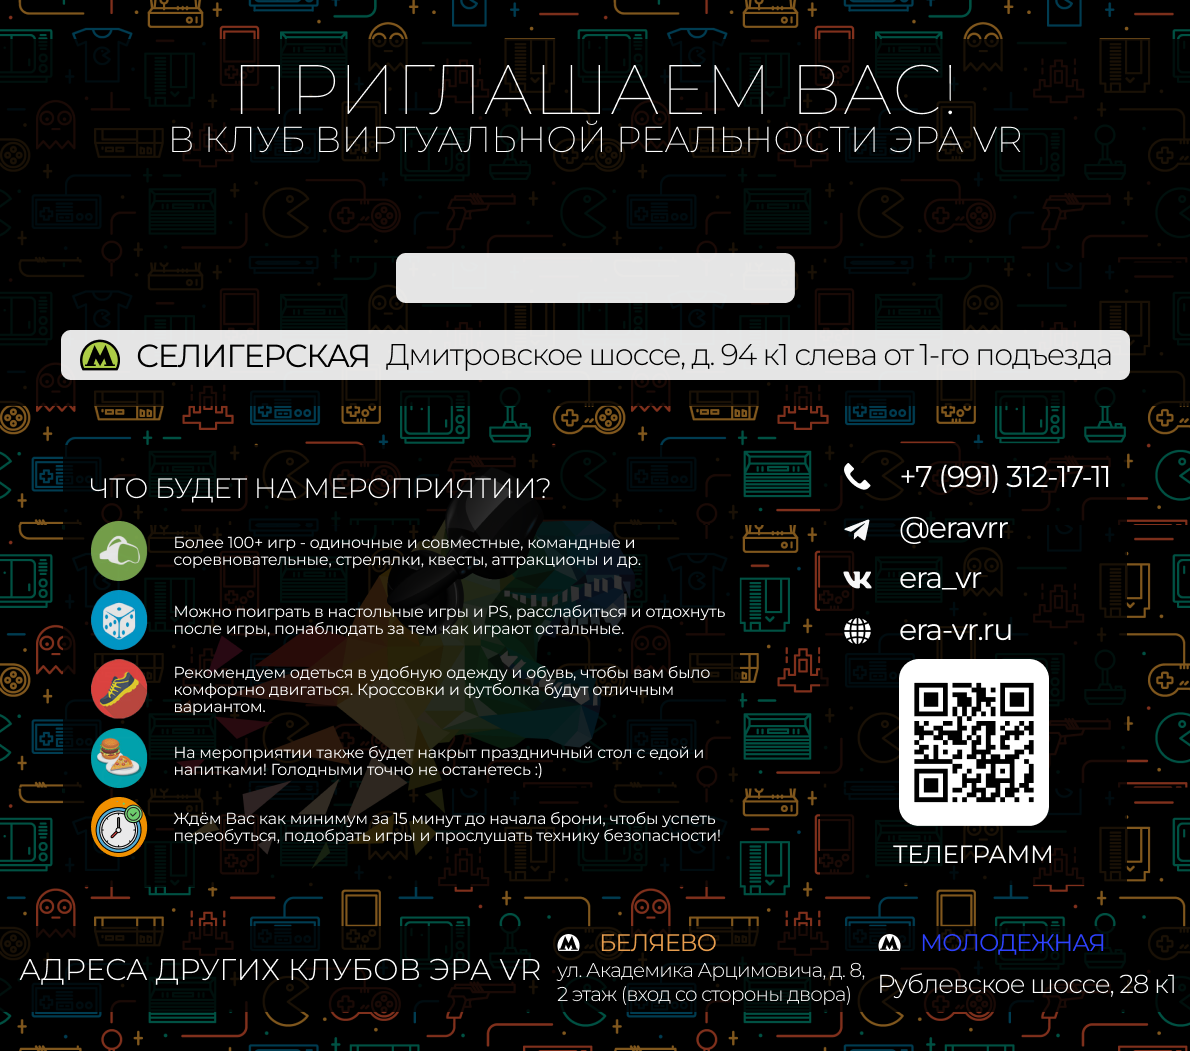 ПРИГЛАШАЕМ ВАС!
В КЛУБ ВИРТУАЛЬНОЙ РЕАЛЬНОСТИ ЭРА VR
СЕЛИГЕРСКАЯ Дмитровское шоссе, д. 94 к1 слева от 1-го подъезда
ЧТО БУДЕТ НА МЕРОПРИЯТИИ?
Более 100+ игр - одиночные и совместные, командные и
соревновательные, стрелялки, квесты, аттракционы и др.
Можно поиграть в настольные игры и PS, расслабиться и отдохнуть
после игры, понаблюдать за тем как играют остальные.
Рекомендуем одеться в удобную одежду и обувь, чтобы вам было
комфортно двигаться. Кроссовки и футболка будут отличным
вариантом.
На мероприятии также будет накрыт праздничный стол с едой и
напитками! Голодными точно не останетесь :)
Ждём Вас как минимум за 15 минут до начала брони, чтобы успеть
переобуться, подобрать игры и прослушать технику безопасности!
+7 (991) 312-17-11
@eravrr
era_vr
era-vr.ru
ТЕЛЕГРАММ
АДРЕСА ДРУГИХ КЛУБОВ ЭРА VR
БЕЛЯЕВО
ул. Академика Арцимовича, д. 8,
2 этаж (вход со стороны двора)
МОЛОДЕЖНАЯ
Рублевское шоссе, 28 к1